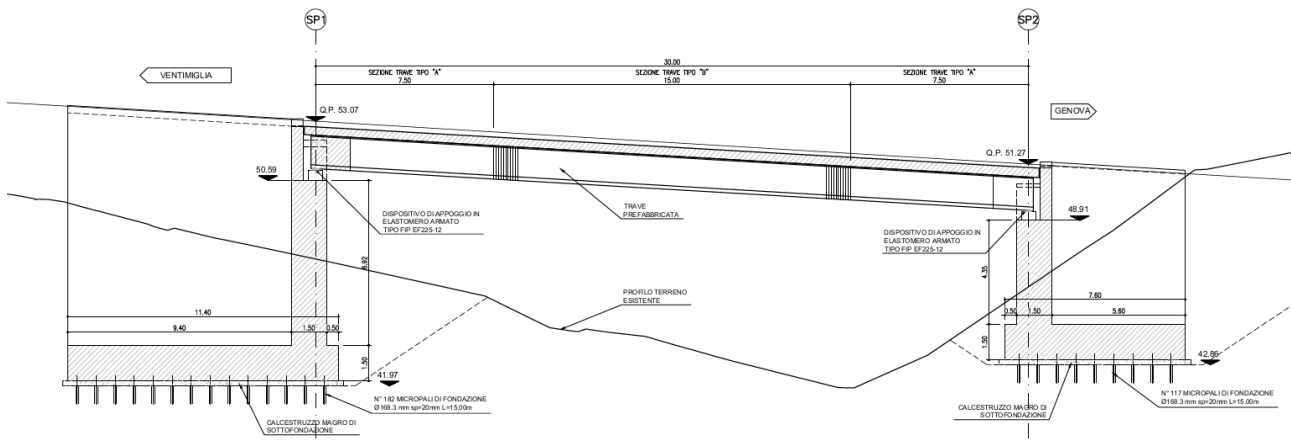 SP1
SP2
30.00
VENTIMIGLIA
SEZIONE TRAVE TIPO "A"
SEZIONE TRAVE TIPO "B"
SEZIONE TRAVE TIPO "A"
7.50
15.00
7.50
Q.P. 53.07
GENOVA
Q.P. 51.27
50.59
TRAVE
PREFABBRICATA
DISPOSITIVO DI APPOGGIO IN
ELASTOMERO ARMATO
TIPO FIP EF225-12
48.91
DISPOSITIVO DI APPOGGIO IN
ELASTOMERO ARMATO
TIPO FIP EF225-12
6.92
4.35
PROFILO TERRENO
ESISTENTE
11.40
7.60
9.40
1.50
0.50
0.50
1.50
5.60
1.50
1.50
41.97
42.86
N° 182 MICROPALI DI FONDAZIONE
Ø168.3 mm sp=20mm L=15.00m
N° 117 MICROPALI DI FONDAZIONE
Ø168.3 mm sp=20mm L=15.00m
CALCESTRUZZO MAGRO DI
SOTTOFONDAZIONE
CALCESTRUZZO MAGRO DI
SOTTOFONDAZIONE